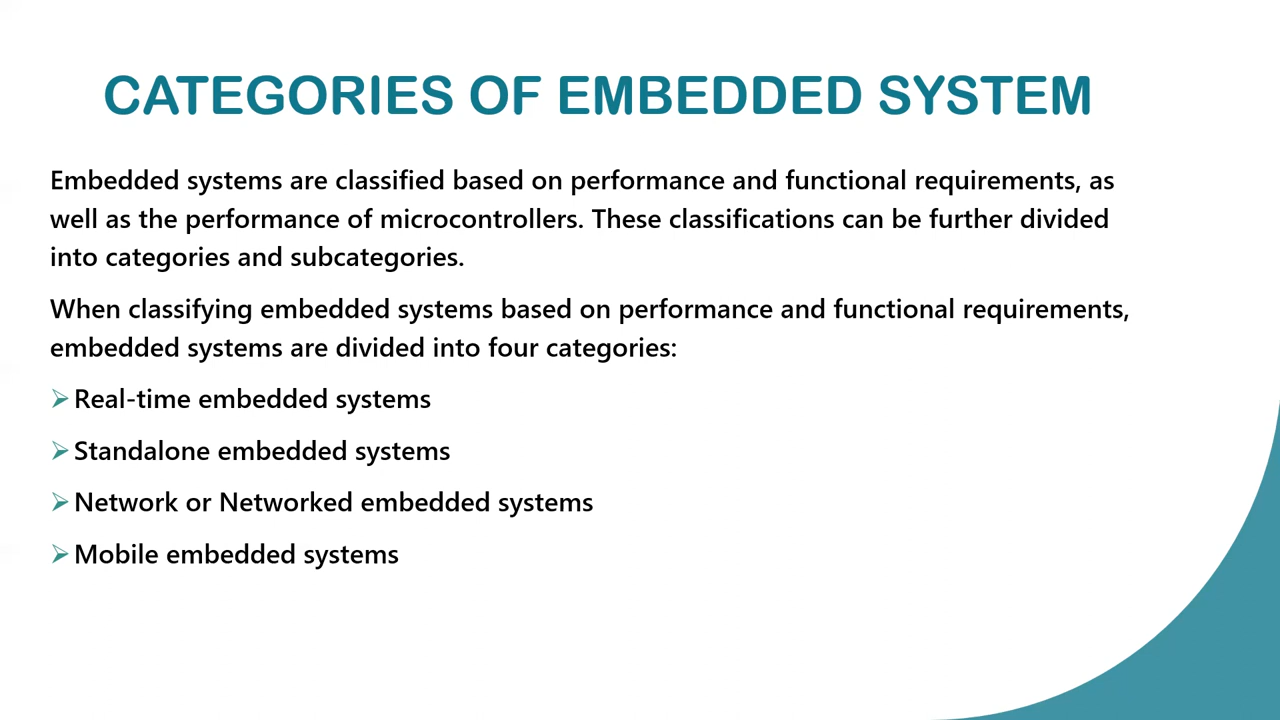 CATEGORIES OF EMBEDDED SYSTEM
Embedded systems are classified based on performance and functional requirements, as
well as the performance of microcontrollers. These classifications can be further divided
into categories and subcategories.
When classifying embedded systems based on performance and functional requirements,
embedded systems are divided into four categories:
Real-time embedded systems
Standalone embedded systems
Network or Networked embedded systems
Mobile embedded systems